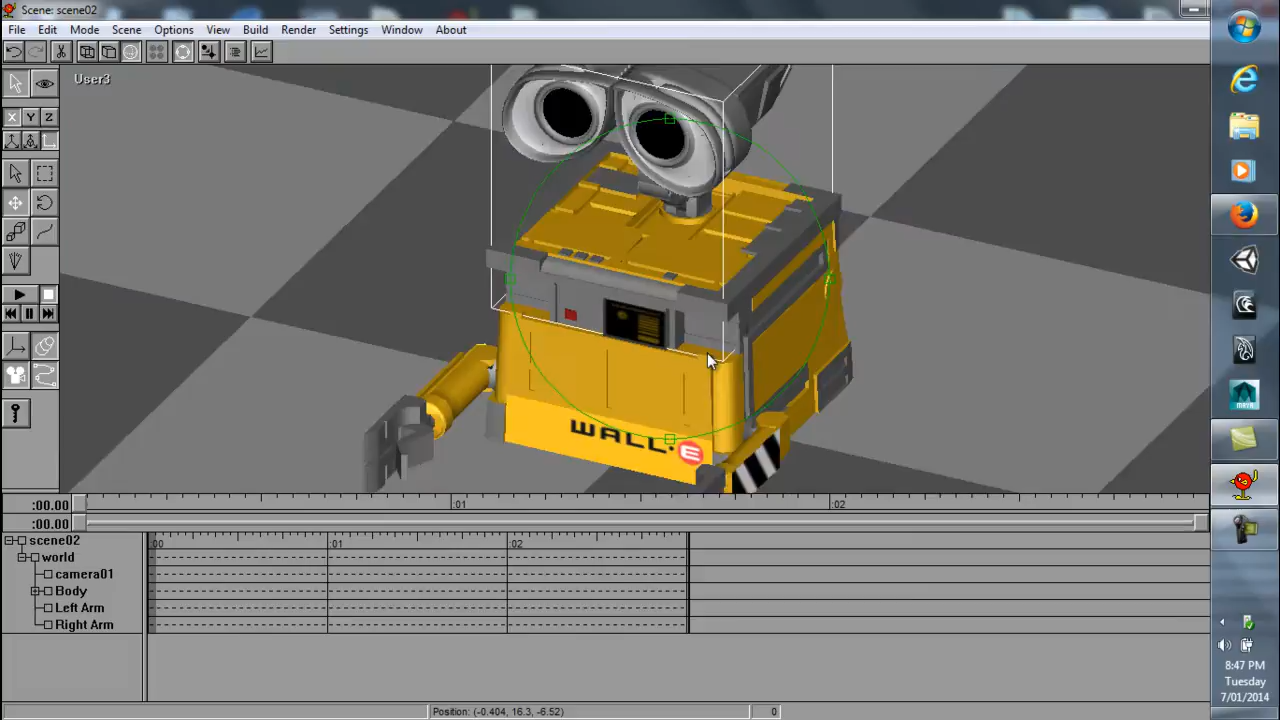 Scene: scene02
File Edit Mode Scene Options View Build Render Settings Window About
User3
X Y Z
WALL·E
:00.00 :01 :02
:00.00
scene02 :00 :01 :02
world
camera01
Body
Left Arm
Right Arm
Position: (-0.404, 16.3, -6.52) 0
MAYA
8:47 PM
Tuesday
7/01/2014